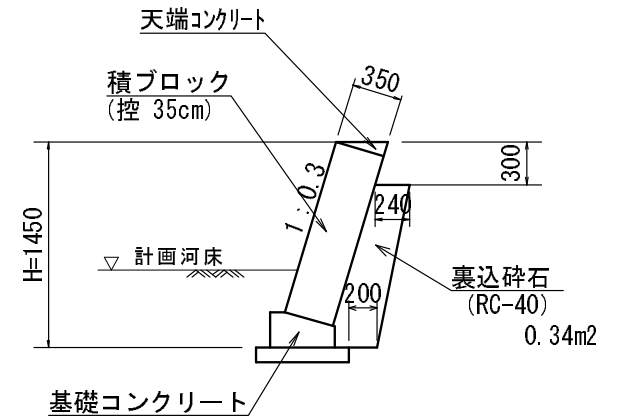 天端コンクリート
350
積ブロック
(控 35cm)
300
1:0.3
240
H=1450
計画河床
200
裏込砕石
(RC-40)
0.34m2
基礎コンクリート